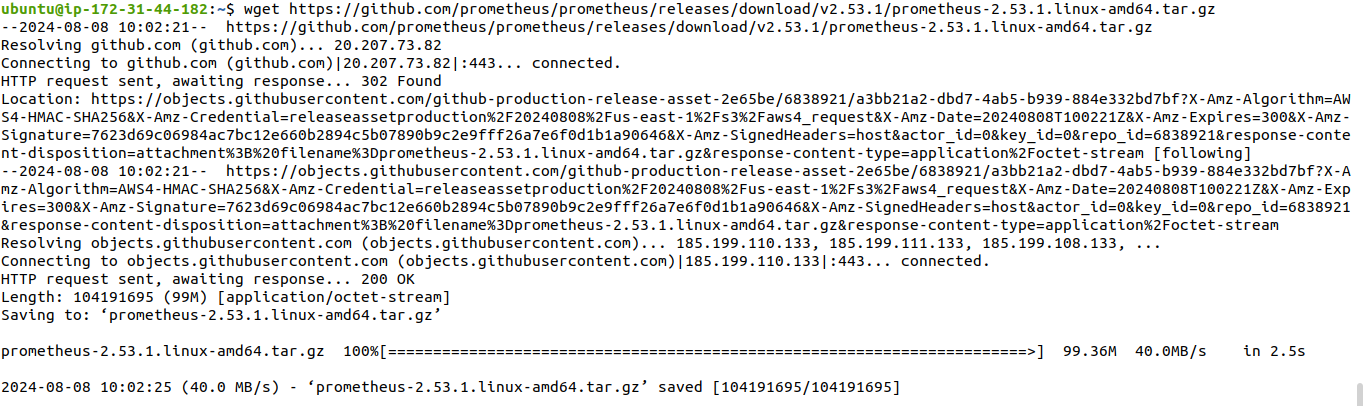 ubuntu@ip-172-31-44-182:~$ wget https://github.com/prometheus/prometheus/releases/download/v2.53.1/prometheus-2.53.1.linux-amd64.tar.gz
--2024-08-08 10:02:21--  https://github.com/prometheus/prometheus/releases/download/v2.53.1/prometheus-2.53.1.linux-amd64.tar.gz
Resolving github.com (github.com)... 20.207.73.82
Connecting to github.com (github.com)|20.207.73.82|:443... connected.
HTTP request sent, awaiting response... 302 Found
Location: https://objects.githubusercontent.com/github-production-release-asset-2e65be/6838921/a3bb21a2-dbd7-4ab5-b939-884e332bd7bf?X-Amz-Algorithm=AW
S4-HMAC-SHA256&X-Amz-Credential=releaseassetproduction%2F20240808%2Fus-east-1%2Fs3%2Faws4_request&X-Amz-Date=20240808T100221Z&X-Amz-Expires=300&X-Amz-
Signature=7623d69c06984ac7bc12e660b2894c5b07890b9c2e9fff26a7e6f0d1b1a90646&X-Amz-SignedHeaders=host&actor_id=0&key_id=0&repo_id=6838921&response-conte
nt-disposition=attachment%3B%20filename%3Dprometheus-2.53.1.linux-amd64.tar.gz&response-content-type=application%2Foctet-stream [following]
--2024-08-08 10:02:21--  https://objects.githubusercontent.com/github-production-release-asset-2e65be/6838921/a3bb21a2-dbd7-4ab5-b939-884e332bd7bf?X-A
mz-Algorithm=AWS4-HMAC-SHA256&X-Amz-Credential=releaseassetproduction%2F20240808%2Fus-east-1%2Fs3%2Faws4_request&X-Amz-Date=20240808T100221Z&X-Amz-Exp
ires=300&X-Amz-Signature=7623d69c06984ac7bc12e660b2894c5b07890b9c2e9fff26a7e6f0d1b1a90646&X-Amz-SignedHeaders=host&actor_id=0&key_id=0&repo_id=6838921
&response-content-disposition=attachment%3B%20filename%3Dprometheus-2.53.1.linux-amd64.tar.gz&response-content-type=application%2Foctet-stream
Resolving objects.githubusercontent.com (objects.githubusercontent.com)... 185.199.110.133, 185.199.111.133, 185.199.108.133, ...
Connecting to objects.githubusercontent.com (objects.githubusercontent.com)|185.199.110.133|:443... connected.
HTTP request sent, awaiting response... 200 OK
Length: 104191695 (99M) [application/octet-stream]
Saving to: ‘prometheus-2.53.1.linux-amd64.tar.gz’
prometheus-2.53.1.linux-amd64.tar.gz  100%[=======================================================================>]  99.36M  40.0MB/s    in 2.5s
2024-08-08 10:02:25 (40.0 MB/s) - ‘prometheus-2.53.1.linux-amd64.tar.gz’ saved [104191695/104191695]